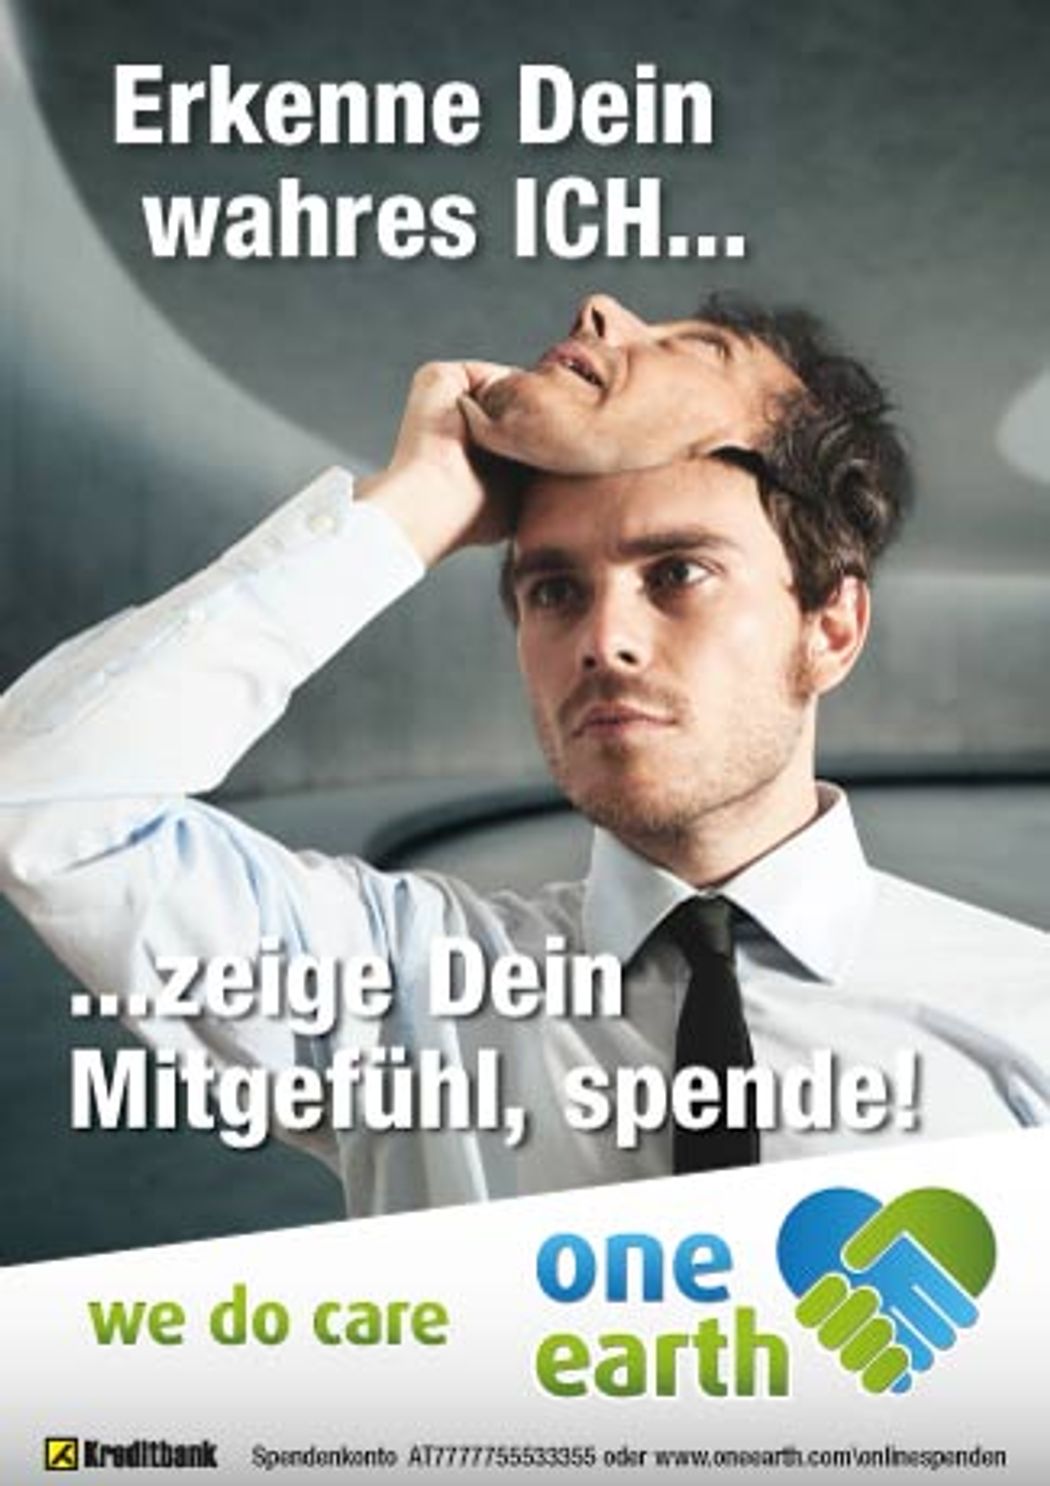 Erkenne Dein
wahres ICH...
...zeige Dein
Mitgefühl, spende!
one
earth
we do care
Kreditbank Spendenkonto AT7777755533355 oder www.oneearth.com\onlinespenden